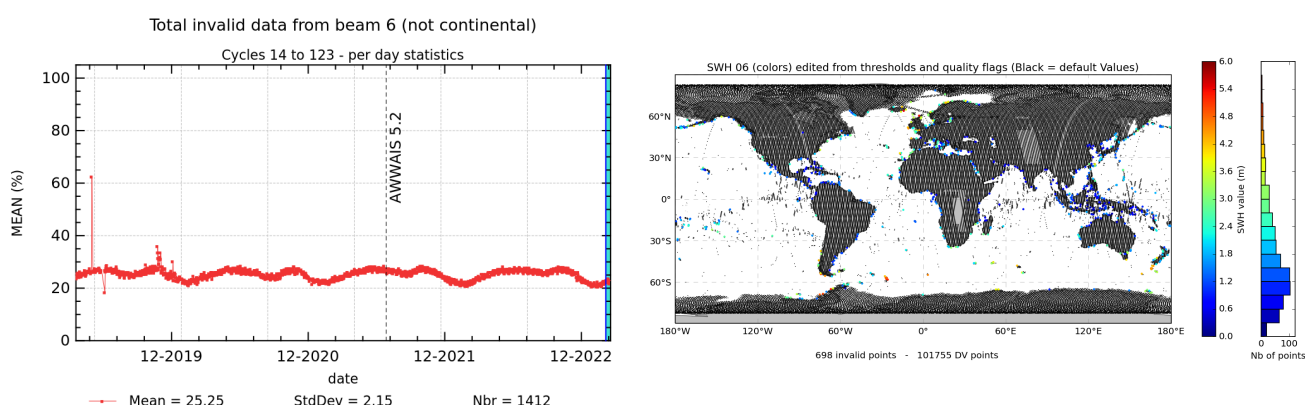 Total invalid data from beam 6 (not continental)
Cycles 14 to 123 - per day statistics
100
80
60
40
20
0
MEAN (%)
AWWAIS 5.2
12-2019 12-2020 12-2021 12-2022
date
Mean = 25.25 StdDev = 2.15 Nbr = 1412
SWH 06 (colors) edited from thresholds and quality flags (Black = default Values)
60°N
30°N
0°
30°S
60°S
180°W 120°W 60°W 0° 60°E 120°E 180°E
698 invalid points - 101755 DV points
6.0
5.4
4.8
4.2
3.6
3.0
2.4
1.8
1.2
0.6
0.0
SWH value (m)
0 100
Nb of points